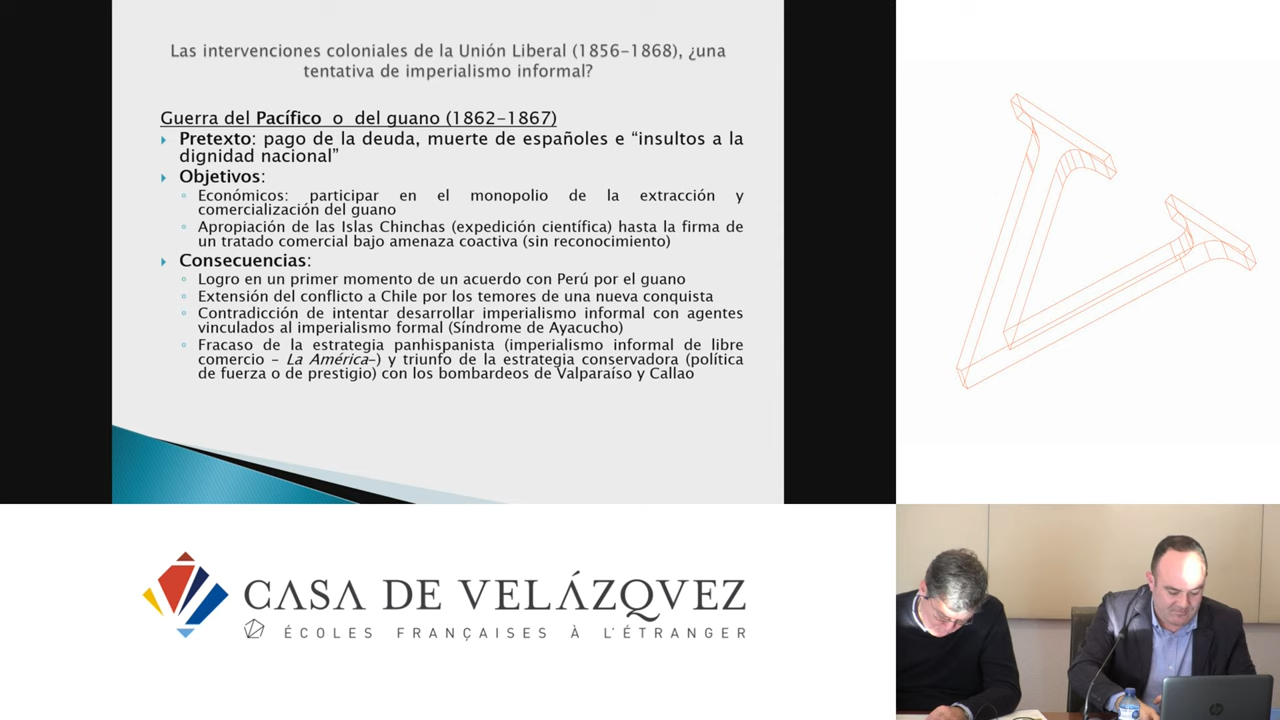 Las intervenciones coloniales de la Unión Liberal (1856-1868), ¿una
tentativa de imperialismo informal?
Guerra del Pacífico o del guano (1862-1867)
Pretexto: pago de la deuda, muerte de españoles e “insultos a la
dignidad nacional”
Objetivos:
Económicos: participar en el monopolio de la extracción y
comercialización del guano
Apropiación de las Islas Chinchas (expedición científica) hasta la firma de
un tratado comercial bajo amenaza coactiva (sin reconocimiento)
Consecuencias:
Logro en un primer momento de un acuerdo con Perú por el guano
Extensión del conflicto a Chile por los temores de una nueva conquista
Contradicción de intentar desarrollar imperialismo informal con agentes
vinculados al imperialismo formal (Síndrome de Ayacucho)
Fracaso de la estrategia panhispanista (imperialismo informal de libre
comercio – La América–) y triunfo de la estrategia conservadora (política
de fuerza o de prestigio) con los bombardeos de Valparaíso y Callao
CASA DE VELÁZQVEZ
ÉCOLES FRANÇAISES À L'ÉTRANGER
hp